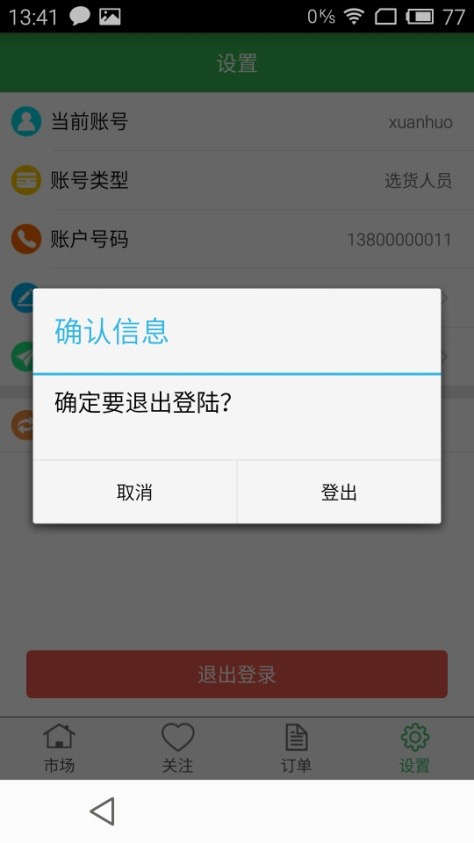 13:41 0K/s 77
设置
当前账号 xuanhuo
账号类型 选货人员
账户号码 13800000011
确认信息
确定要退出登陆？
取消 登出
退出登录
市场 关注 订单 设置